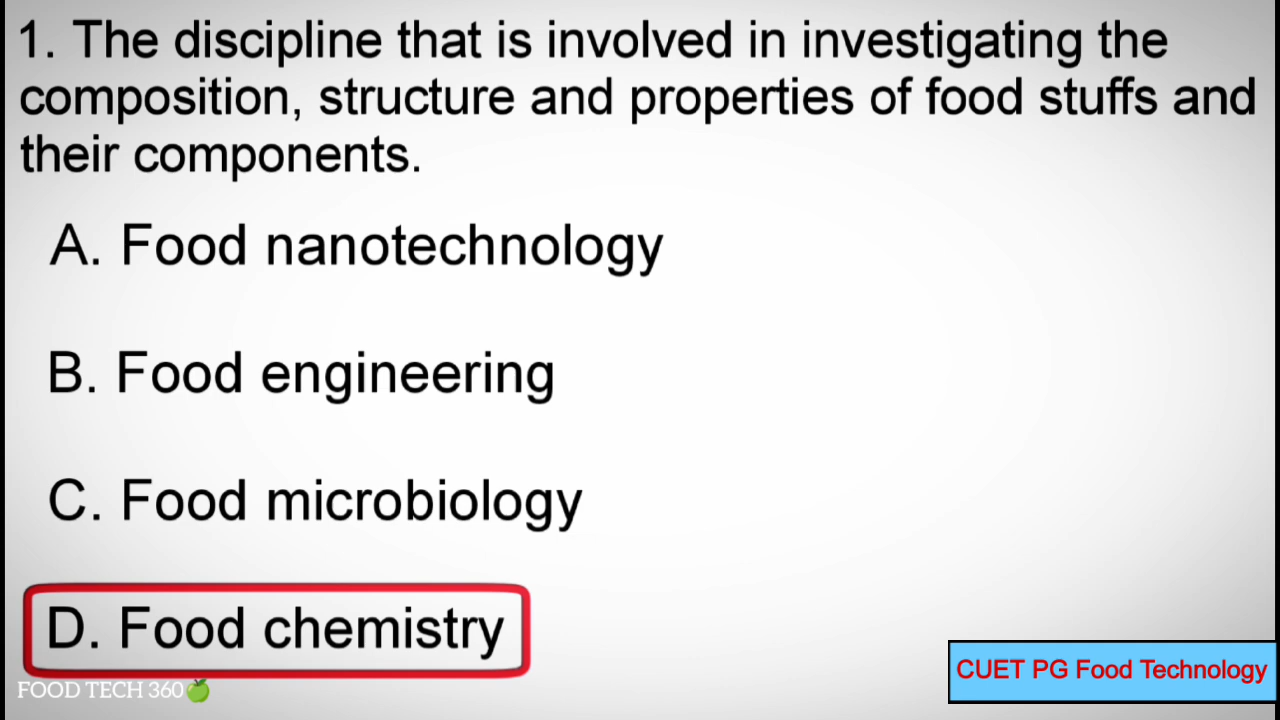 1. The discipline that is involved in investigating the
composition, structure and properties of food stuffs and
their components.
A. Food nanotechnology
B. Food engineering
C. Food microbiology
D. Food chemistry
CUET PG Food Technology
FOOD TECH 360🍏